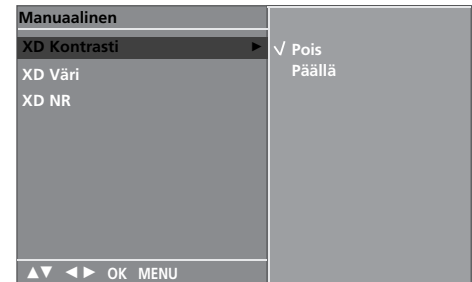 Manuaalinen
XD Kontrasti ►
XD Väri
XD NR
√ Pois
Päällä
▲▼ ◄► OK MENU